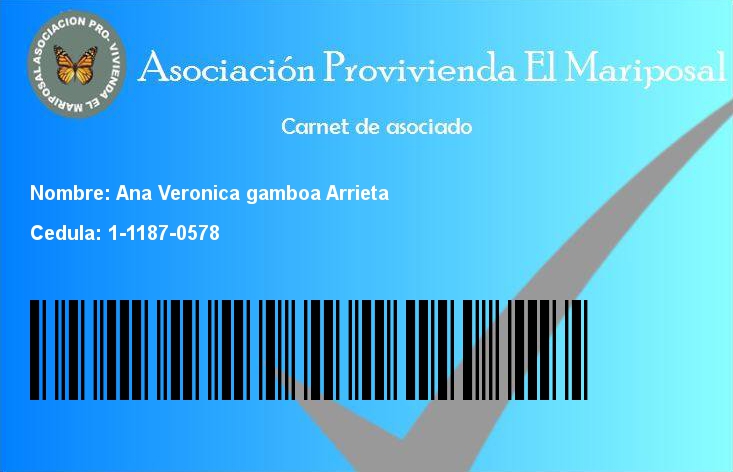 ASOCIACION PRO. VIVIENDA EL MARIPOSAL
Asociación Provivienda El Mariposal
Carnet de asociado
Nombre: Ana Veronica gamboa Arrieta
Cedula: 1-1187-0578